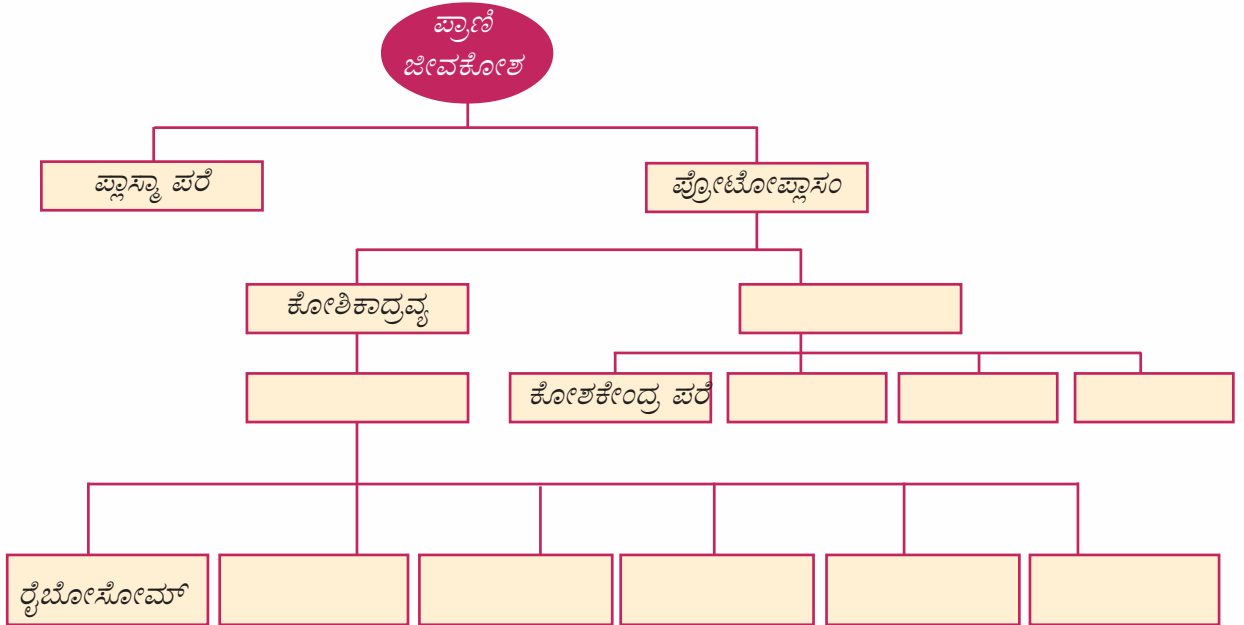 ಪ್ರಾಣಿ
ಜೀವಕೋಶ
ಪ್ಲಾಸ್ಮಾ ಪರೆ
ಪ್ರೋಟೋಪ್ಲಾಸಂ
ಕೋಶಿಕಾದ್ರವ್ಯ
ಕೋಶಕೇಂದ್ರ ಪರೆ
ರೈಬೋಸೋಮ್